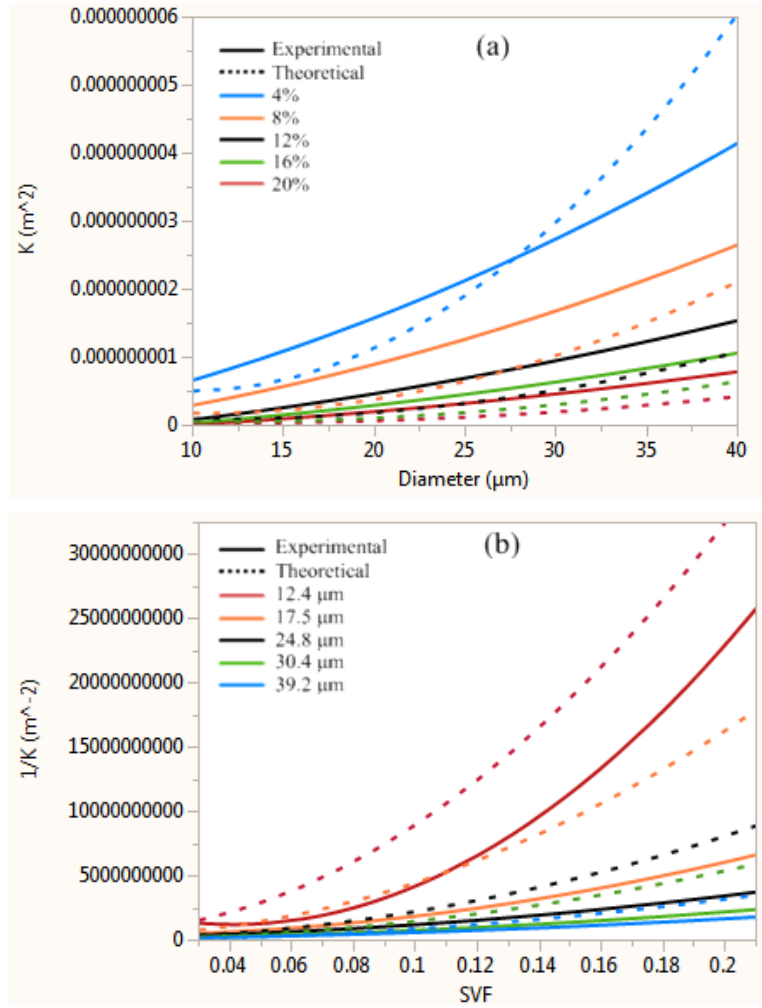 0.000000006
Experimental
(a)
Theoretical
0.000000005
4%
8%
0.000000004
12%
16%
20%
0.000000003
K (m^2)
0.000000002
0.000000001
0
10 15 20 25 30 35 40
Diameter (μm)
30000000000
Experimental
(b)
Theoretical
12.4 μm
25000000000
17.5 μm
24.8 μm
20000000000
30.4 μm
39.2 μm
1/K (m^-2)
15000000000
10000000000
5000000000
0
0.04 0.06 0.08 0.1 0.12 0.14 0.16 0.18 0.2
SVF